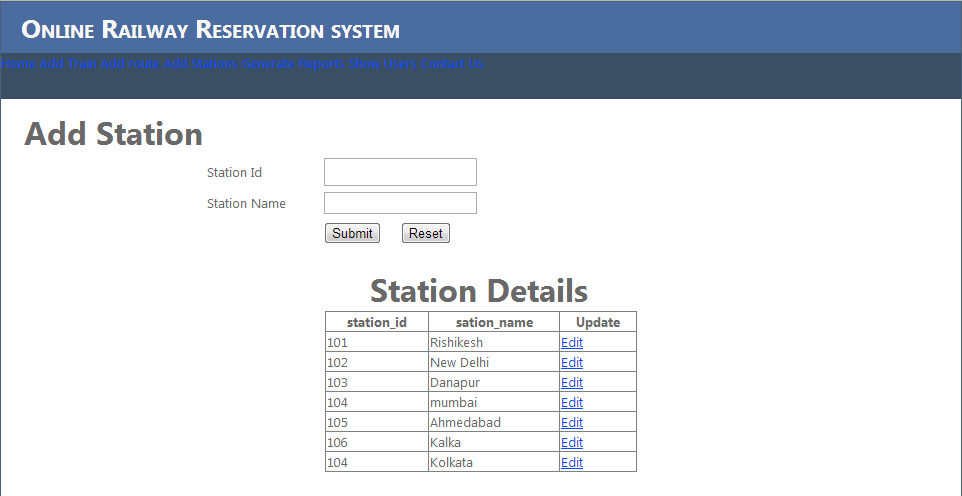 Online Railway Reservation system
Home Add Train Add route Add Stations Generate Reports Show Users Contact Us
Add Station
Station Id
Station Name
Submit Reset
Station Details
station_id sation_name Update
101 Rishikesh Edit
102 New Delhi Edit
103 Danapur Edit
104 mumbai Edit
105 Ahmedabad Edit
106 Kalka Edit
104 Kolkata Edit